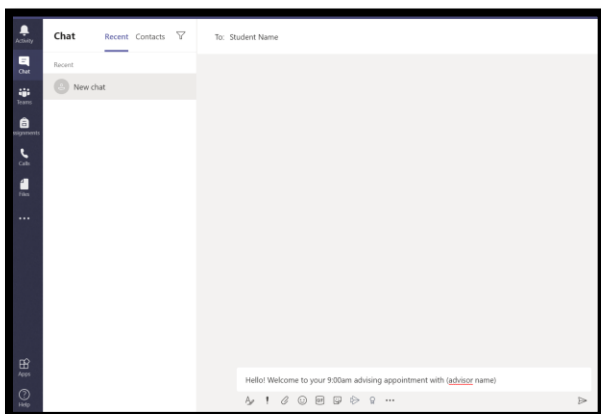 Activity
Chat
Teams
Assignments
Calls
Files
Apps
Help
Chat
Recent Contacts
Recent
New chat
To: Student Name
Hello! Welcome to your 9:00am advising appointment with (advisor name)
GIF